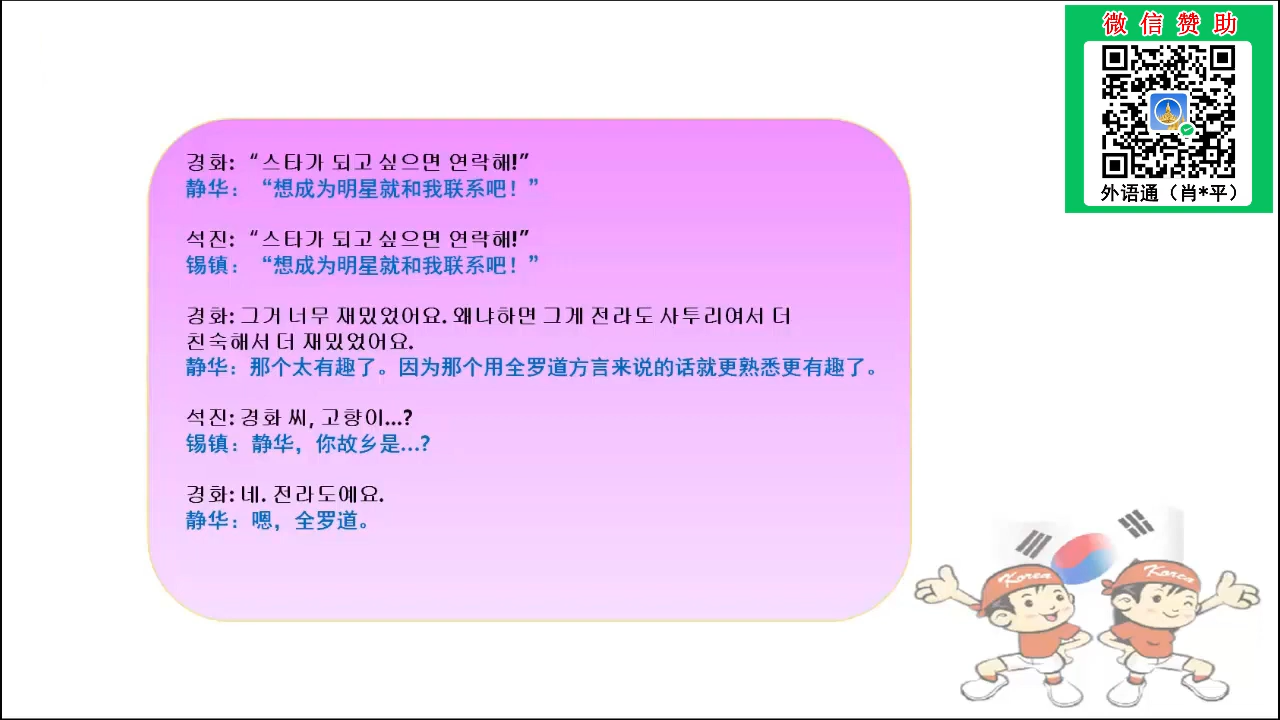 微信赞助
外语通（肖*平）
경화: “스타가 되고 싶으면 연락해!”
静华：“想成为明星就和我联系吧！”
석진: “스타가 되고 싶으면 연락해!”
锡镇：“想成为明星就和我联系吧！”
경화: 그거 너무 재밌었어요. 왜냐하면 그게 전라도 사투리여서 더
친숙해서 더 재밌었어요.
静华：那个太有趣了。因为那个用全罗道方言来说的话就更熟悉更有趣了。
석진: 경화 씨, 고향이...?
锡镇：静华，你故乡是...?
경화: 네. 전라도예요.
静华：嗯，全罗道。
Korea
Korea